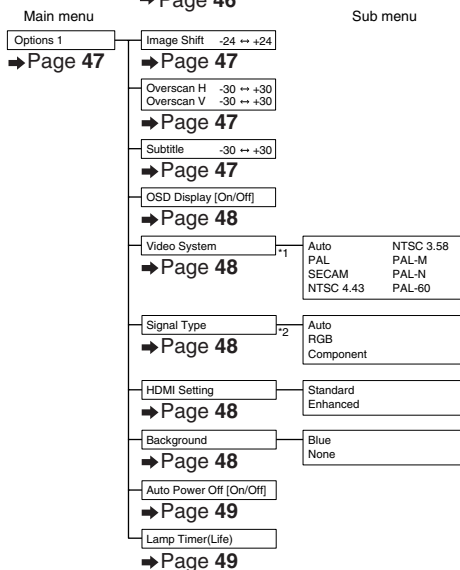 ➡ Page 46
Main menu
Sub menu
Options 1
➡Page 47
Image Shift -24 ↔ +24
➡Page 47
Overscan H -30 ↔ +30
Overscan V -30 ↔ +30
➡Page 47
Subtitle -30 ↔ +30
➡Page 47
OSD Display [On/Off]
➡Page 48
Video System
*1
Auto NTSC 3.58
PAL PAL-M
SECAM PAL-N
NTSC 4.43 PAL-60
➡Page 48
Signal Type
*2
Auto
RGB
Component
➡Page 48
HDMI Setting
Standard
Enhanced
➡Page 48
Background
Blue
None
➡Page 48
Auto Power Off [On/Off]
➡Page 49
Lamp Timer(Life)
➡Page 49